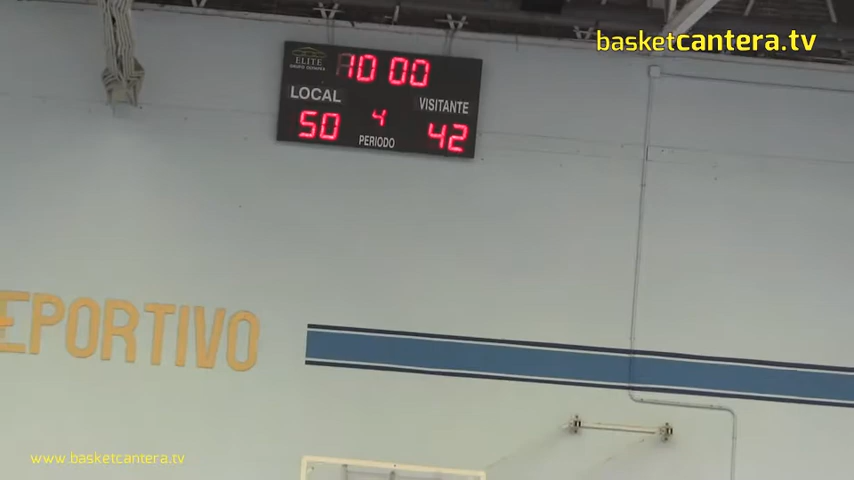 basketcantera.tv
ELITE
10 00
LOCAL
VISITANTE
50
4
42
PERIODO
EPORTIVO
www.basketcantera.tv